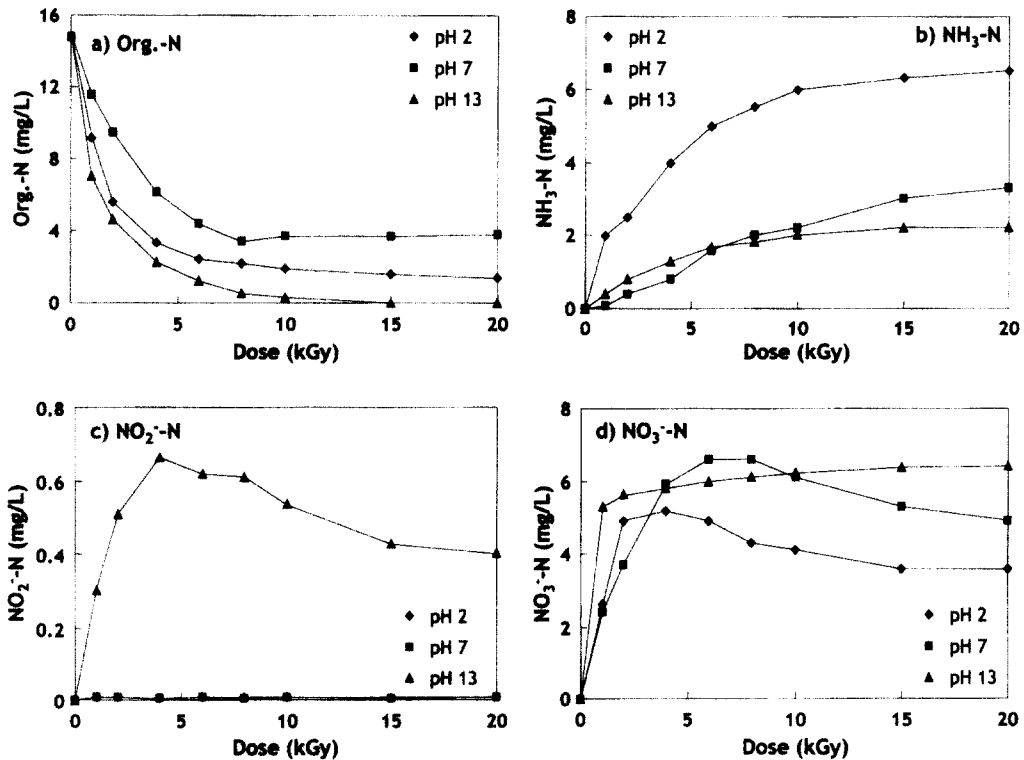 a) Org.-N
pH 2
pH 7
pH 13
16
12
8
4
0
Org.-N (mg/L)
0 5 10 15 20
Dose (kGy)
b) NH₃-N
pH 2
pH 7
pH 13
8
6
4
2
0
NH₃-N (mg/L)
0 5 10 15 20
Dose (kGy)
c) NO₂⁻-N
0.8
0.6
0.4
0.2
0
NO₂⁻-N (mg/L)
pH 2
pH 7
pH 13
0 5 10 15 20
Dose (kGy)
d) NO₃⁻-N
8
6
4
2
0
NO₃⁻-N (mg/L)
pH 2
pH 7
pH 13
0 5 10 15 20
Dose (kGy)